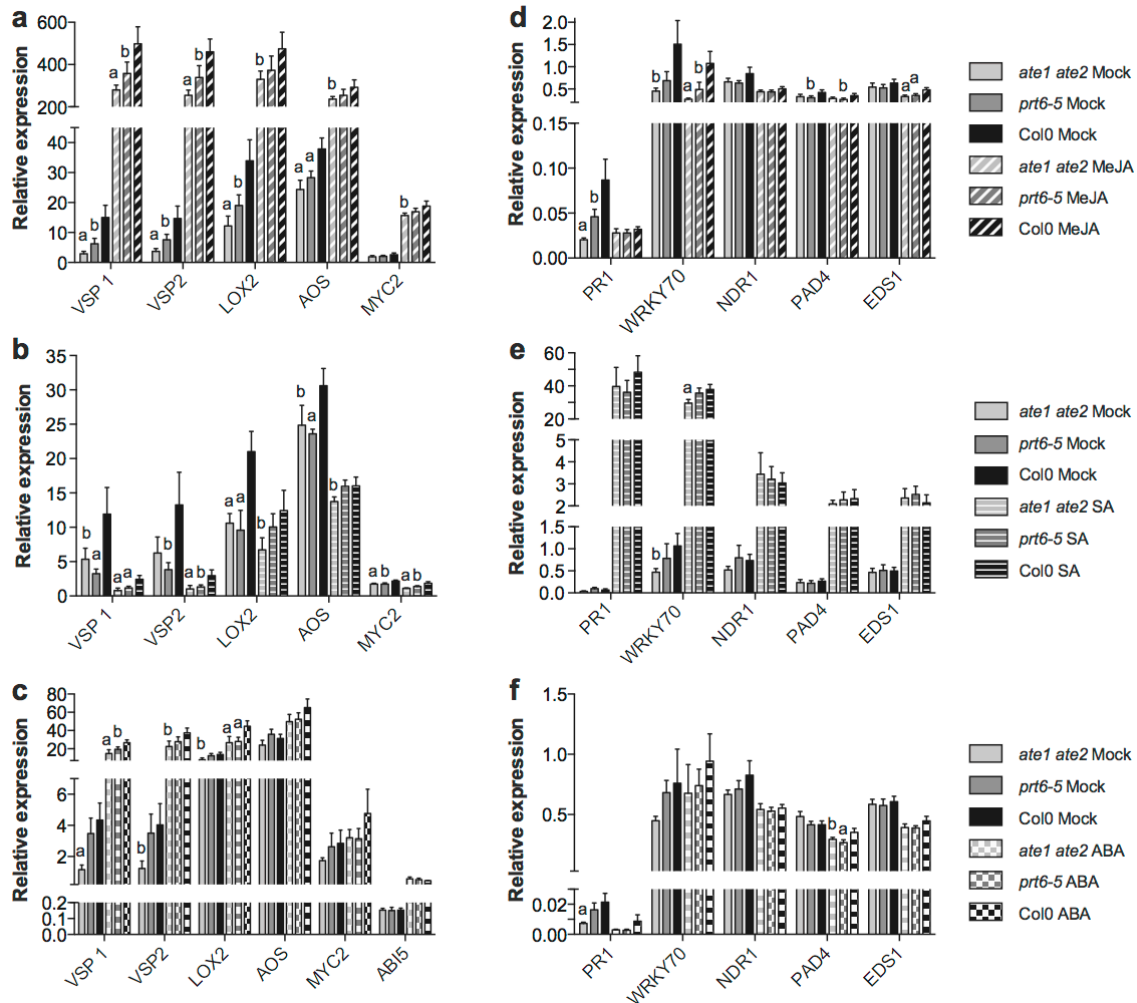 a
Relative expression
600
400
200
40
30
20
10
0
a b a b a b b b
a b a b a b a a b
VSP 1 VSP2 LOX2 AOS MYC2
d
Relative expression
2.0
1.5
1.0
0.5
0.15
0.10
0.05
0.00
b a b b b a a
a b
PR1 WRKY70 NDR1 PAD4 EDS1
ate1 ate2 Mock
prt6-5 Mock
Col0 Mock
ate1 ate2 MeJA
prt6-5 MeJA
Col0 MeJA
b
Relative expression
35
30
25
20
15
10
5
0
b a a a b b b a a b b a b a b
VSP 1 VSP2 LOX2 AOS MYC2
e
Relative expression
60
40
20
5
4
3
2
1.5
1.0
0.5
0.0
a
b
PR1 WRKY70 NDR1 PAD4 EDS1
ate1 ate2 Mock
prt6-5 Mock
Col0 Mock
ate1 ate2 SA
prt6-5 SA
Col0 SA
c
Relative expression
80
60
40
20
6
4
2
0.2
0.1
0.0
a b b b a a
a b
VSP 1 VSP2 LOX2 AOS MYC2 ABI5
f
Relative expression
1.5
1.0
0.5
0.02
0.00
b a
a
PR1 WRKY70 NDR1 PAD4 EDS1
ate1 ate2 Mock
prt6-5 Mock
Col0 Mock
ate1 ate2 ABA
prt6-5 ABA
Col0 ABA